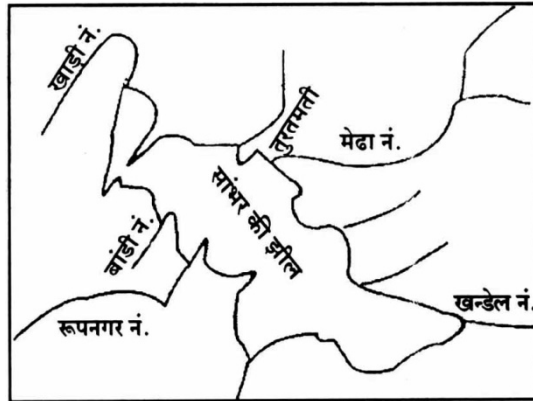 खाड़ी नं.
तुरतमती
मेढा नं.
सांभर की झील
बांडी नं.
रूपनगर नं.
खन्डेल नं.